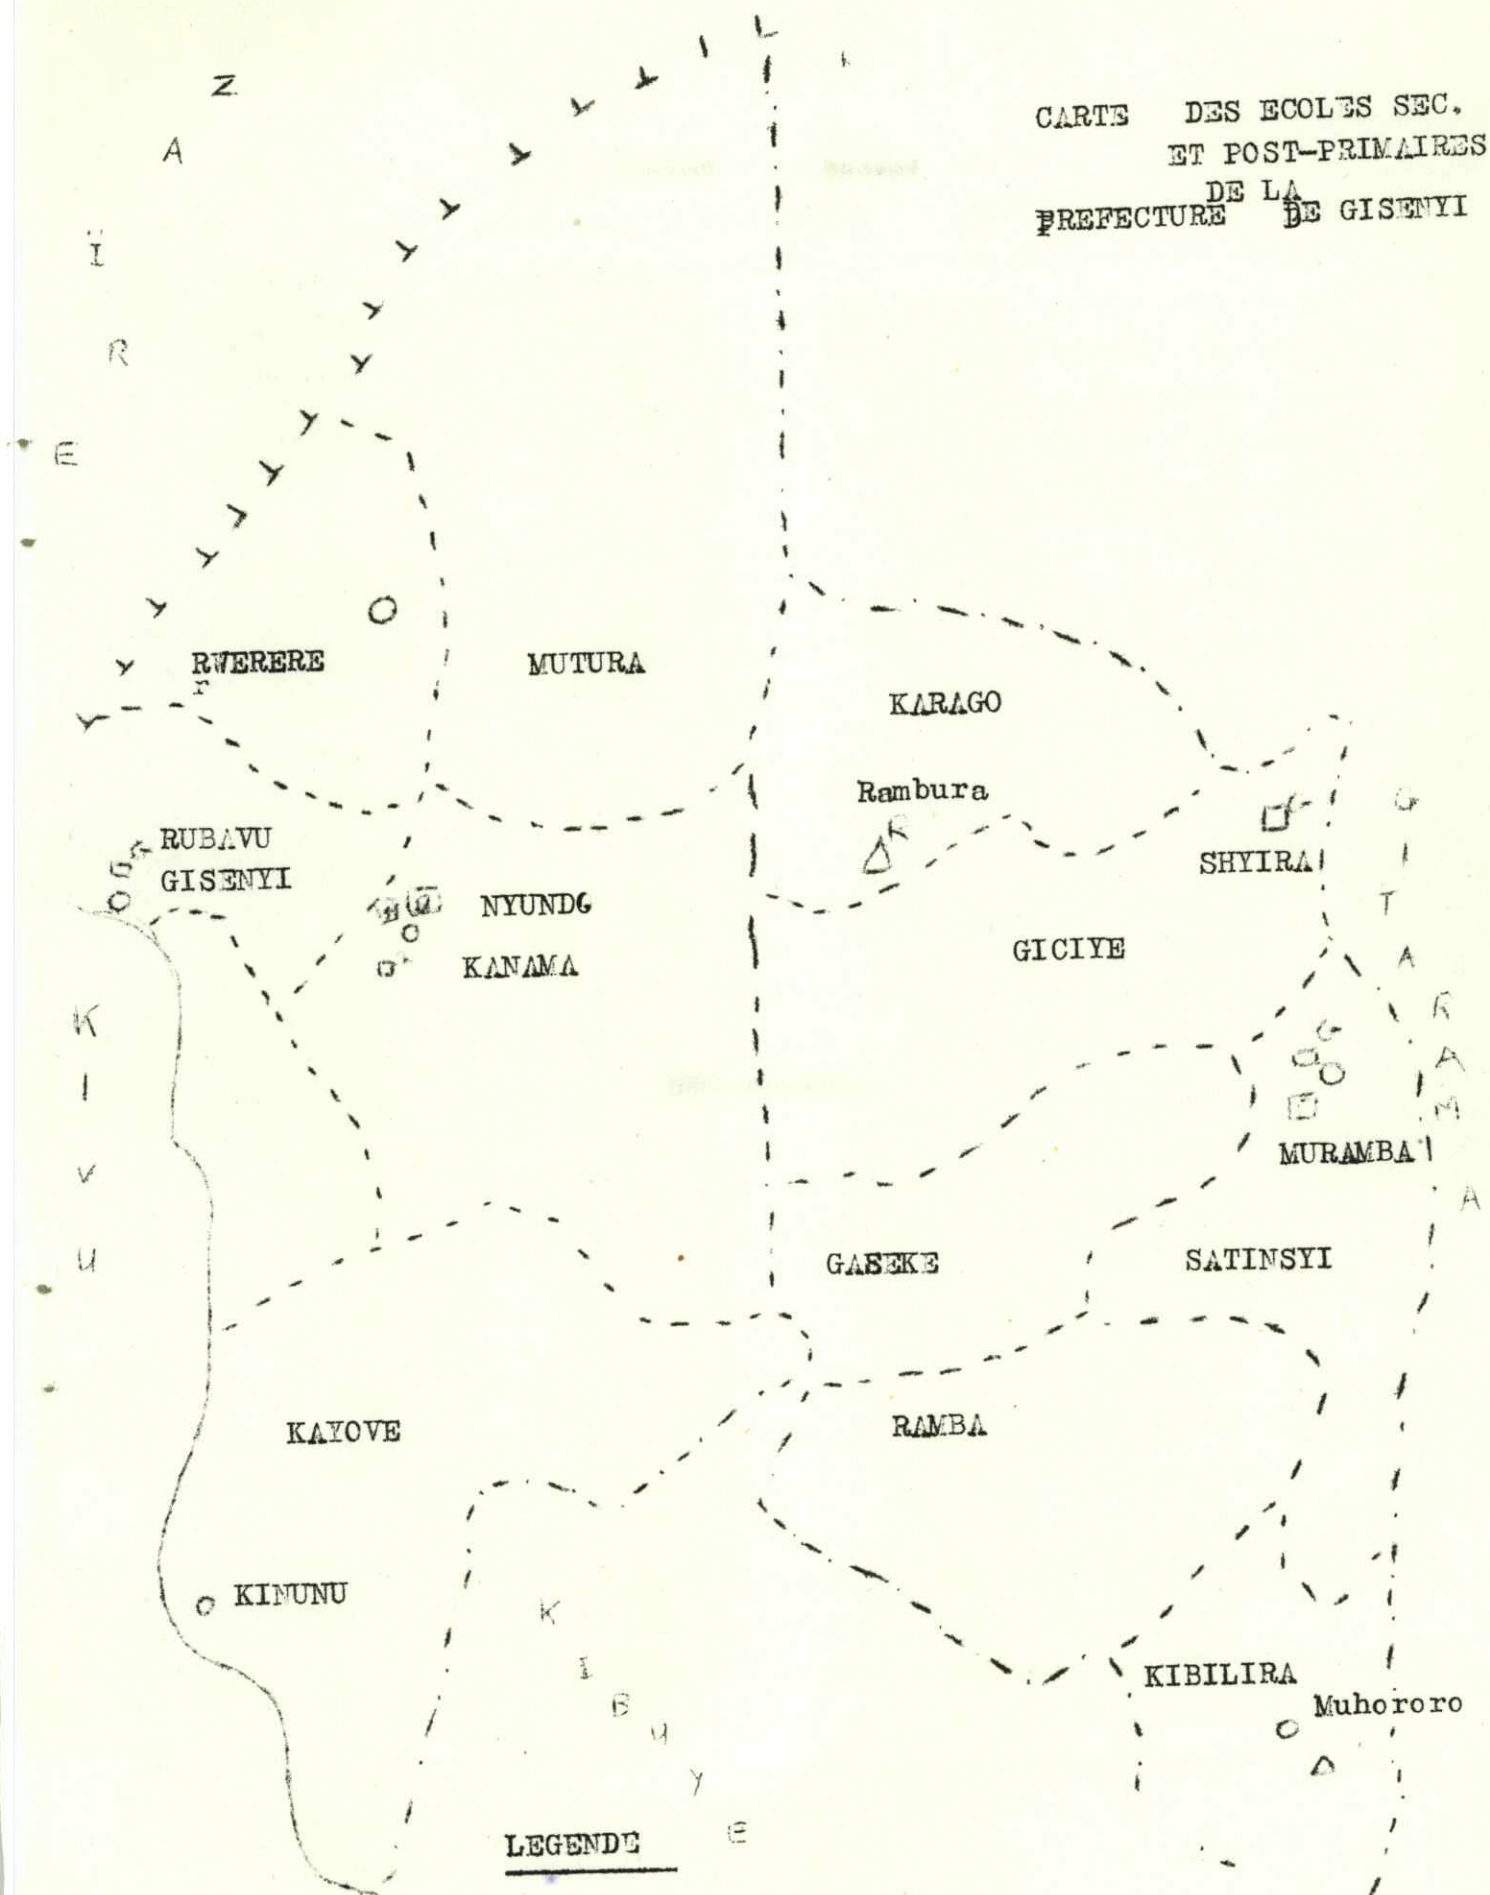 CARTE DES ECOLES SEC.
ET POST-PRIMAIRES
DE LA
PREFECTURE DE GISENYI
Z
A
Ï
R
E
RWERERE
r
MUTURA
KARAGO
Rambura
R
G
SHYIRA
RUBAVU
G
GISENYI
NYUNDO
KANAMA
GICIYE
G
I
T
A
R
A
M
A
K
I
V
U
G
MURAMBA
GASEKE
SATINSYI
KAYOVE
RAMBA
KINUNU
K
I
B
U
Y
E
KIBILIRA
Muhororo
LEGENDE